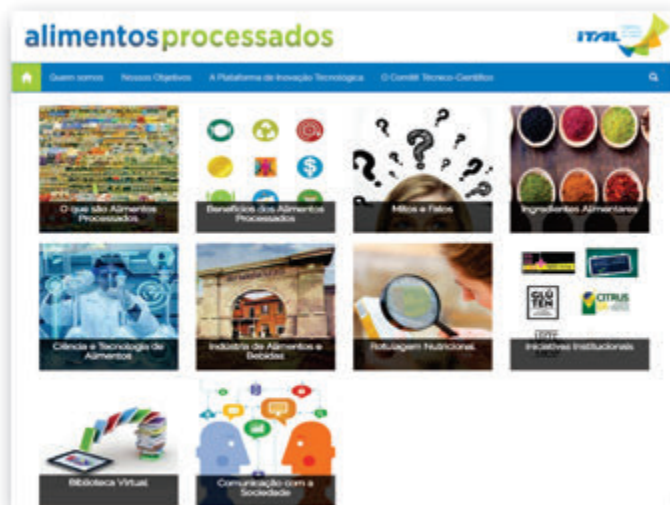 alimentosprocessados
ITAL
Quem somos
Nossos Objetivos
A Plataforma de Inovação Tecnológica
O Comitê Técnico-Científico
O que são Alimentos
Processados
Benefícios dos Alimentos
Processados
Mitos e Fatos
Ingredientes Alimentares
Ciência e Tecnologia de
Alimentos
Indústria de Alimentos e
Bebidas
Rotulagem Nutricional
GLÚ
TEN
CITRUS
Iniciativas Institucionais
Biblioteca Virtual
Comunicação com a
Sociedade